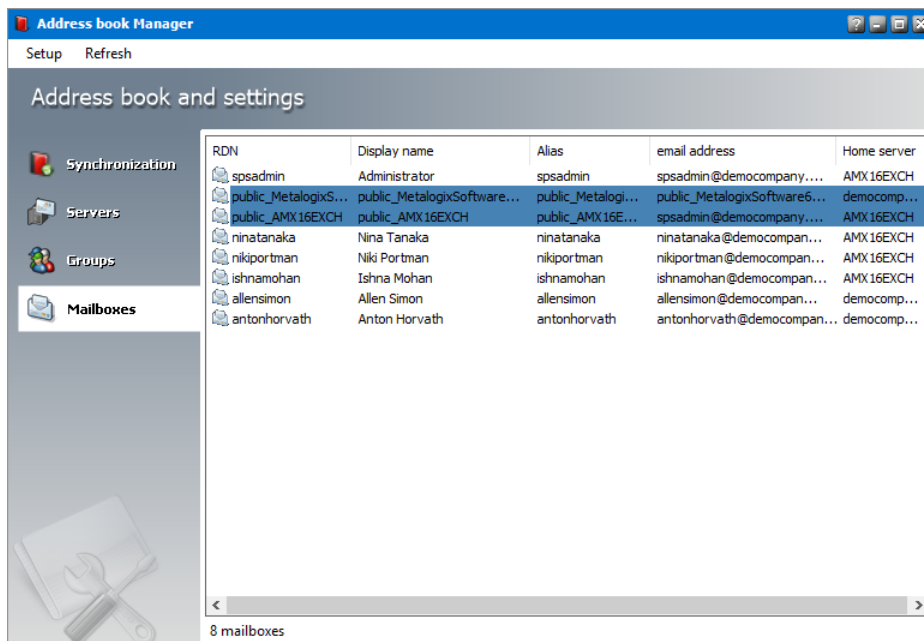 Address book Manager
Setup Refresh
Address book and settings
Synchronization
Servers
Groups
Mailboxes
RDN Display name Alias email address Home server
spsadmin Administrator spsadmin spsadmin@democompany.... AMX16EXCH
public_MetalogixS... public_MetalogixSoftware... public_Metalogi... public_MetalogixSoftware6... democomp...
public_AMX16EXCH public_AMX16EXCH public_AMX16E... spsadmin@democompany.... AMX16EXCH
ninatanaka Nina Tanaka ninatanaka ninatanaka@democompan... AMX16EXCH
nikiportman Niki Portman nikiportman nikiportman@democompan... AMX16EXCH
ishnamohan Ishna Mohan ishnamohan ishnamohan@democompan... AMX16EXCH
allensimon Allen Simon allensimon allensimon@democompan... democomp...
antonhorvath Anton Horvath antonhorvath antonhorvath@democompan... democomp...
8 mailboxes